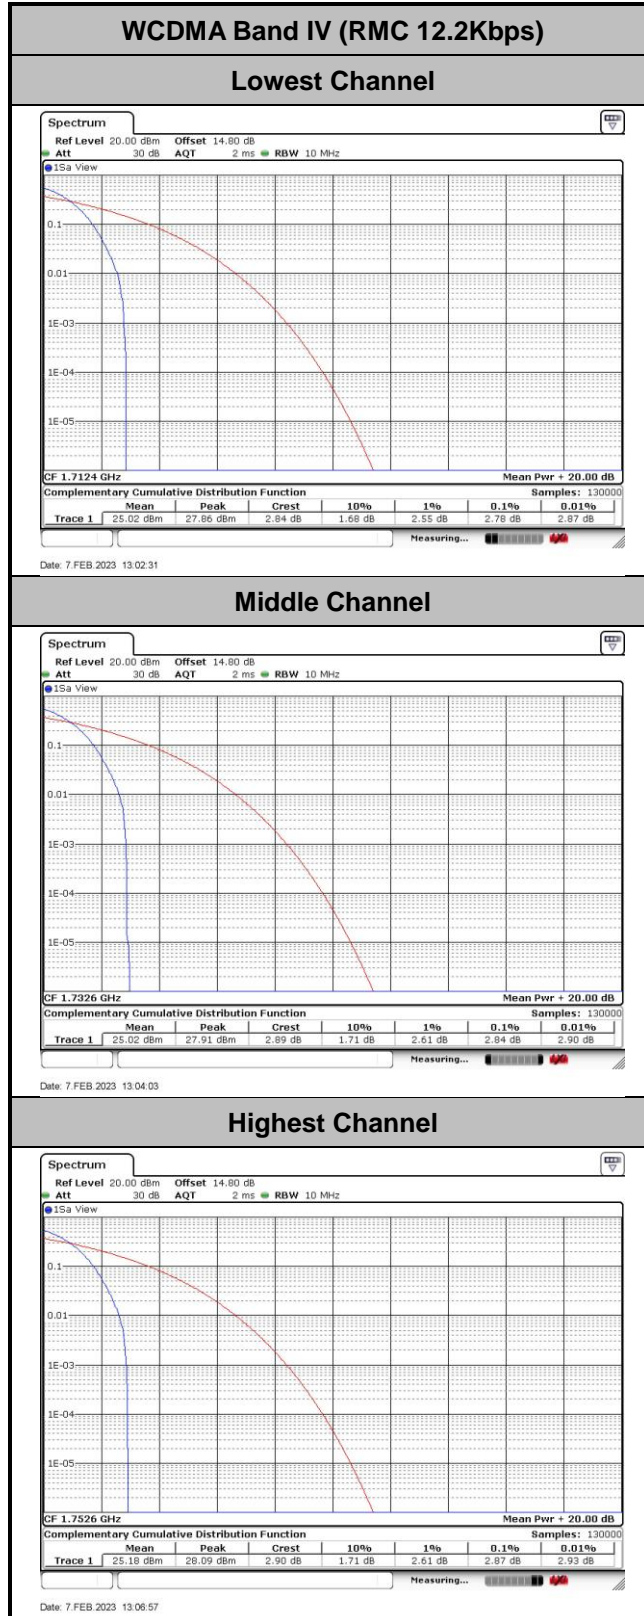 WCDMA Band IV (RMC 12.2Kbps)
Lowest Channel
Spectrum
Ref Level 20.00 dBm Offset 14.80 dB
Att 30 dB AQT 2 ms RBW 10 MHz
1Sa View
0.1
0.01
1E-03
1E-04
1E-05
CF 1.7124 GHz Mean Pwr + 20.00 dB
Complementary Cumulative Distribution Function Samples: 130000
Mean Peak Crest 10% 1% 0.1% 0.01%
Trace 1 25.02 dBm 27.86 dBm 2.84 dB 1.68 dB 2.55 dB 2.78 dB 2.87 dB
Measuring...
Date: 7.FEB.2023 13:02:31
Middle Channel
Spectrum
Ref Level 20.00 dBm Offset 14.80 dB
Att 30 dB AQT 2 ms RBW 10 MHz
1Sa View
0.1
0.01
1E-03
1E-04
1E-05
CF 1.7326 GHz Mean Pwr + 20.00 dB
Complementary Cumulative Distribution Function Samples: 130000
Mean Peak Crest 10% 1% 0.1% 0.01%
Trace 1 25.02 dBm 27.91 dBm 2.89 dB 1.71 dB 2.61 dB 2.84 dB 2.90 dB
Measuring...
Date: 7.FEB.2023 13:04:03
Highest Channel
Spectrum
Ref Level 20.00 dBm Offset 14.80 dB
Att 30 dB AQT 2 ms RBW 10 MHz
1Sa View
0.1
0.01
1E-03
1E-04
1E-05
CF 1.7526 GHz Mean Pwr + 20.00 dB
Complementary Cumulative Distribution Function Samples: 130000
Mean Peak Crest 10% 1% 0.1% 0.01%
Trace 1 25.18 dBm 28.09 dBm 2.90 dB 1.71 dB 2.61 dB 2.87 dB 2.93 dB
Measuring...
Date: 7.FEB.2023 13:06:57